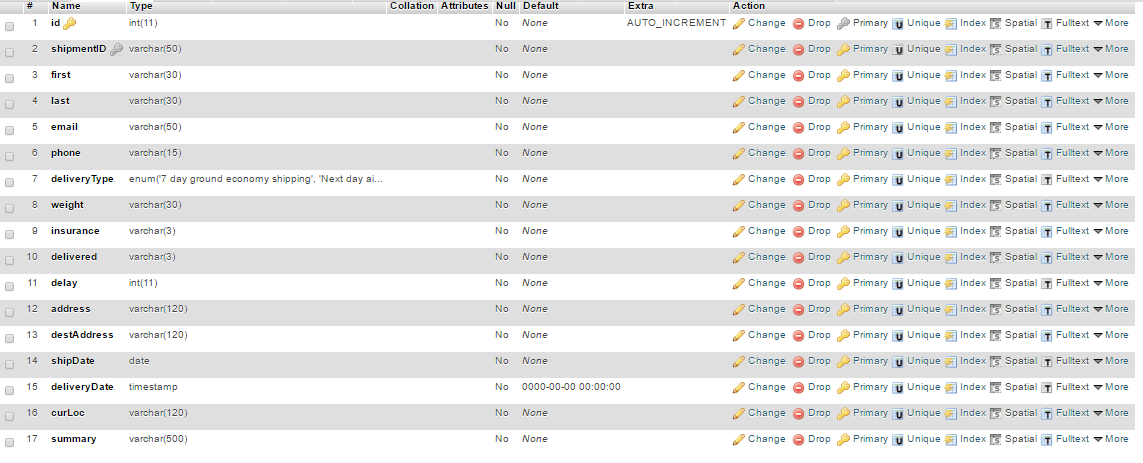 # Name Type Collation Attributes Null Default Extra Action
1 id int(11) No None AUTO_INCREMENT Change Drop Primary Unique Index Spatial Fulltext More
2 shipmentID varchar(50) No None Change Drop Primary Unique Index Spatial Fulltext More
3 first varchar(30) No None Change Drop Primary Unique Index Spatial Fulltext More
4 last varchar(30) No None Change Drop Primary Unique Index Spatial Fulltext More
5 email varchar(50) No None Change Drop Primary Unique Index Spatial Fulltext More
6 phone varchar(15) No None Change Drop Primary Unique Index Spatial Fulltext More
7 deliveryType enum('7 day ground economy shipping', 'Next day ai... No None Change Drop Primary Unique Index Spatial Fulltext More
8 weight varchar(30) No None Change Drop Primary Unique Index Spatial Fulltext More
9 insurance varchar(3) No None Change Drop Primary Unique Index Spatial Fulltext More
10 delivered varchar(3) No None Change Drop Primary Unique Index Spatial Fulltext More
11 delay int(11) No None Change Drop Primary Unique Index Spatial Fulltext More
12 address varchar(120) No None Change Drop Primary Unique Index Spatial Fulltext More
13 destAddress varchar(120) No None Change Drop Primary Unique Index Spatial Fulltext More
14 shipDate date No None Change Drop Primary Unique Index Spatial Fulltext More
15 deliveryDate timestamp No 0000-00-00 00:00:00 Change Drop Primary Unique Index Spatial Fulltext More
16 curLoc varchar(120) No None Change Drop Primary Unique Index Spatial Fulltext More
17 summary varchar(500) No None Change Drop Primary Unique Index Spatial Fulltext More